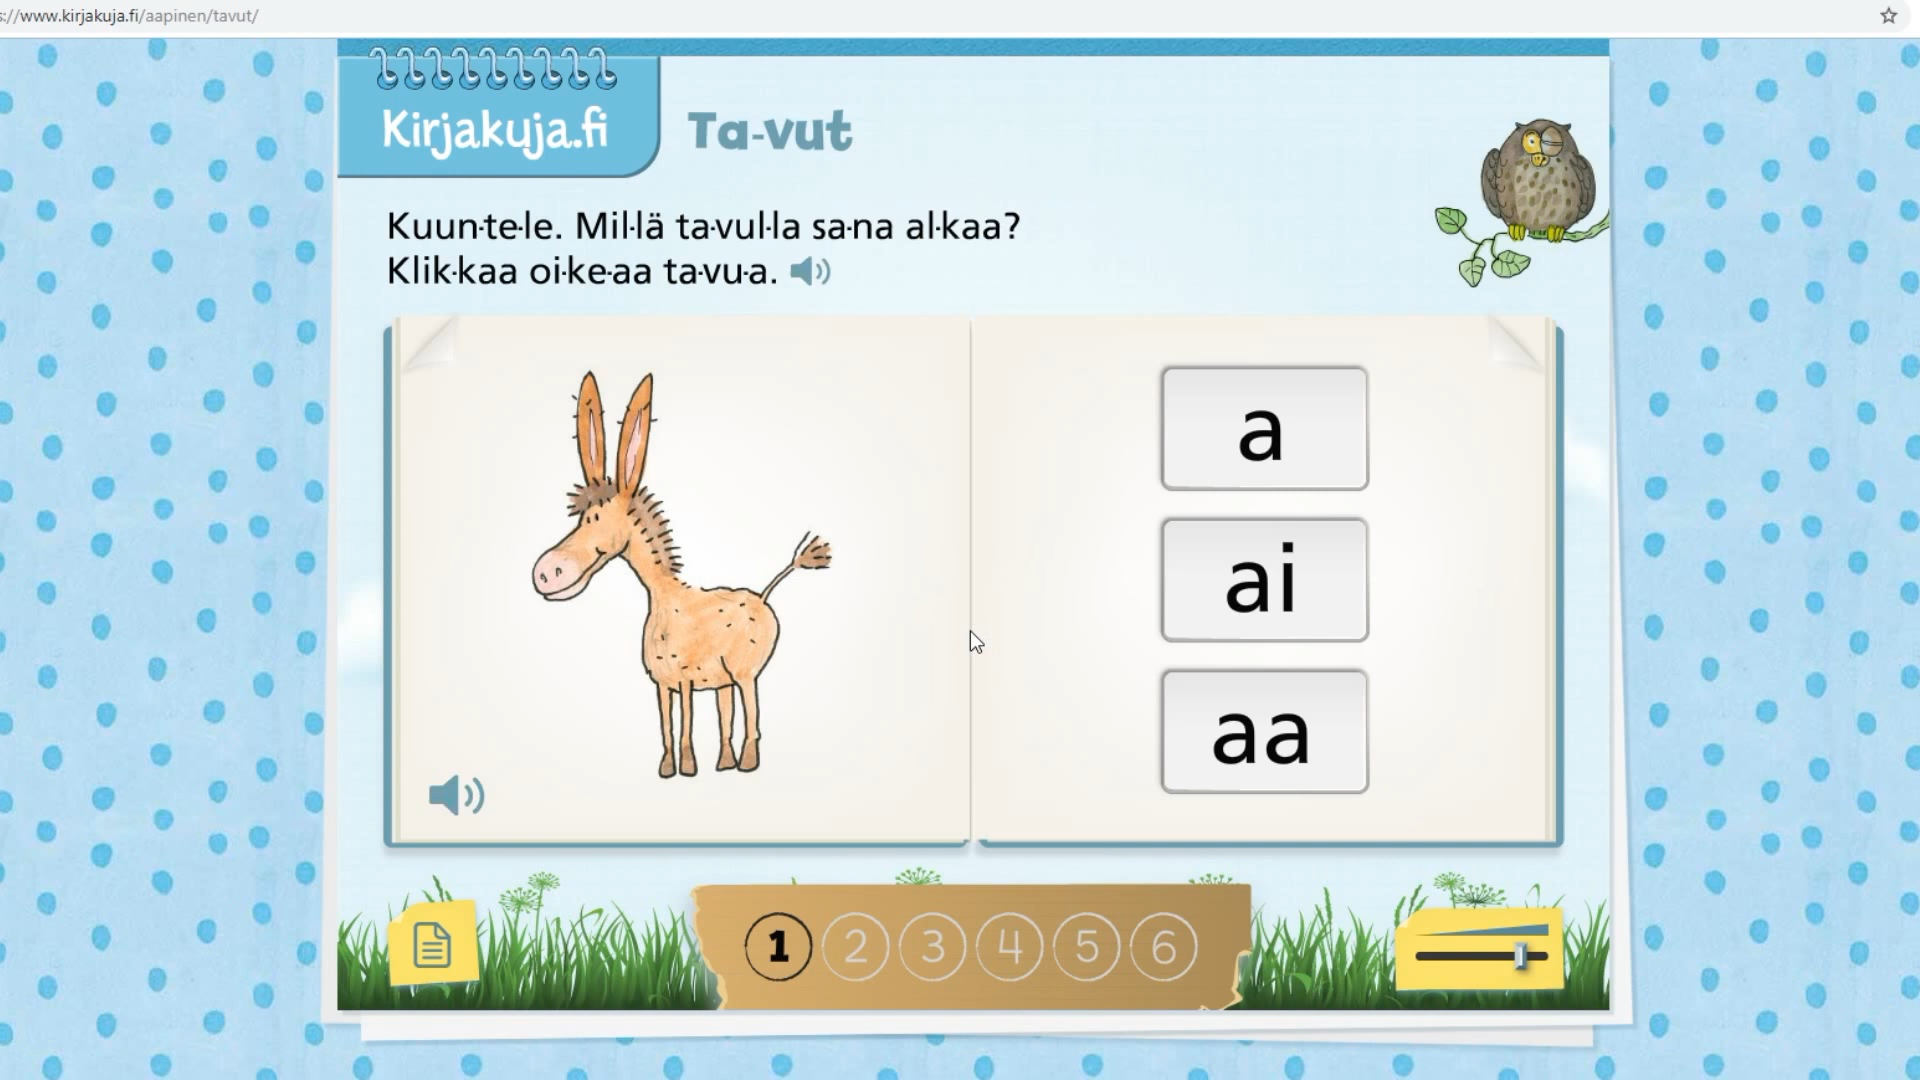 s://www.kirjakuja.fi/aapinen/tavut/
Kirjakuja.fi
Ta-vut
Kuun·te·le. Mil·lä ta·vul·la sa·na al·kaa?
Klik·kaa oi·ke·aa ta·vu·a.
a
ai
aa
1 2 3 4 5 6